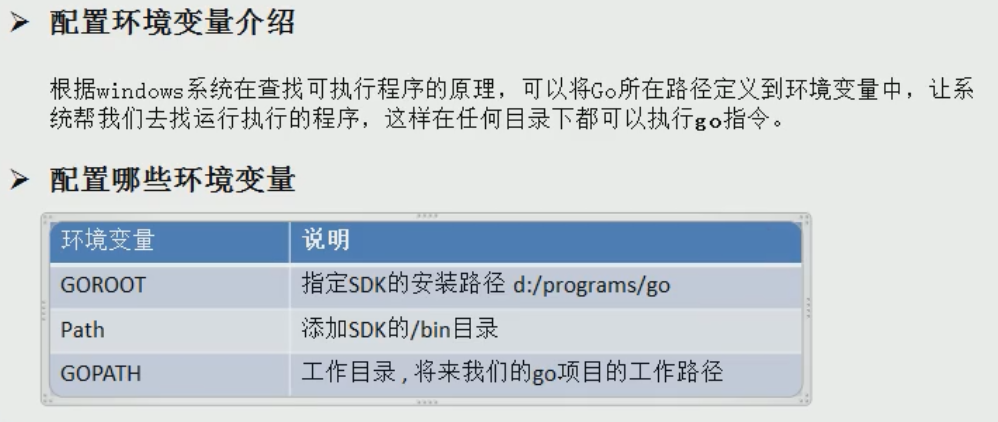 ➢ 配置环境变量介绍
根据windows系统在查找可执行程序的原理，可以将Go所在路径定义到环境变量中，让系
统帮我们去找运行执行的程序，这样在任何目录下都可以执行go指令。
➢ 配置哪些环境变量
环境变量 说明
GOROOT 指定SDK的安装路径 d:/programs/go
Path 添加SDK的/bin目录
GOPATH 工作目录 , 将来我们的go项目的工作路径